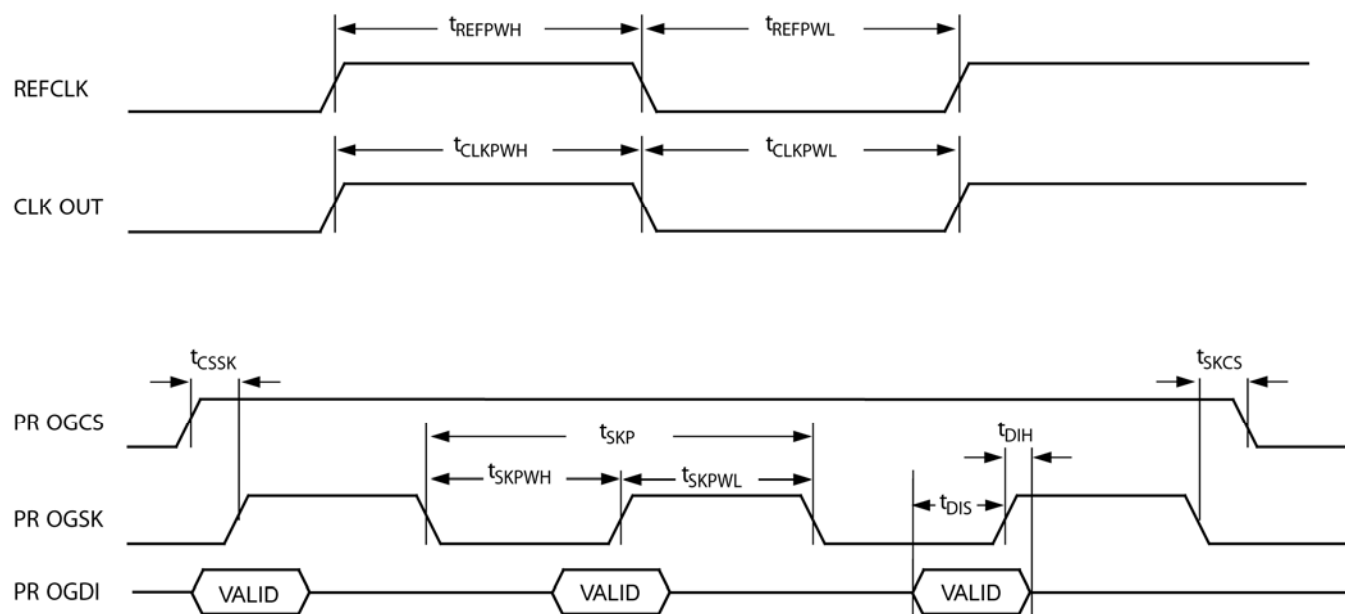 tREFPWH tREFPWL
REFCLK
tCLKPWH tCLKPWL
CLK OUT
tCSSK tSKCS
PR OGCS
tSKP tDIH
tSKPWH tSKPWL
PR OGSK tDIS
PR OGDI VALID VALID VALID